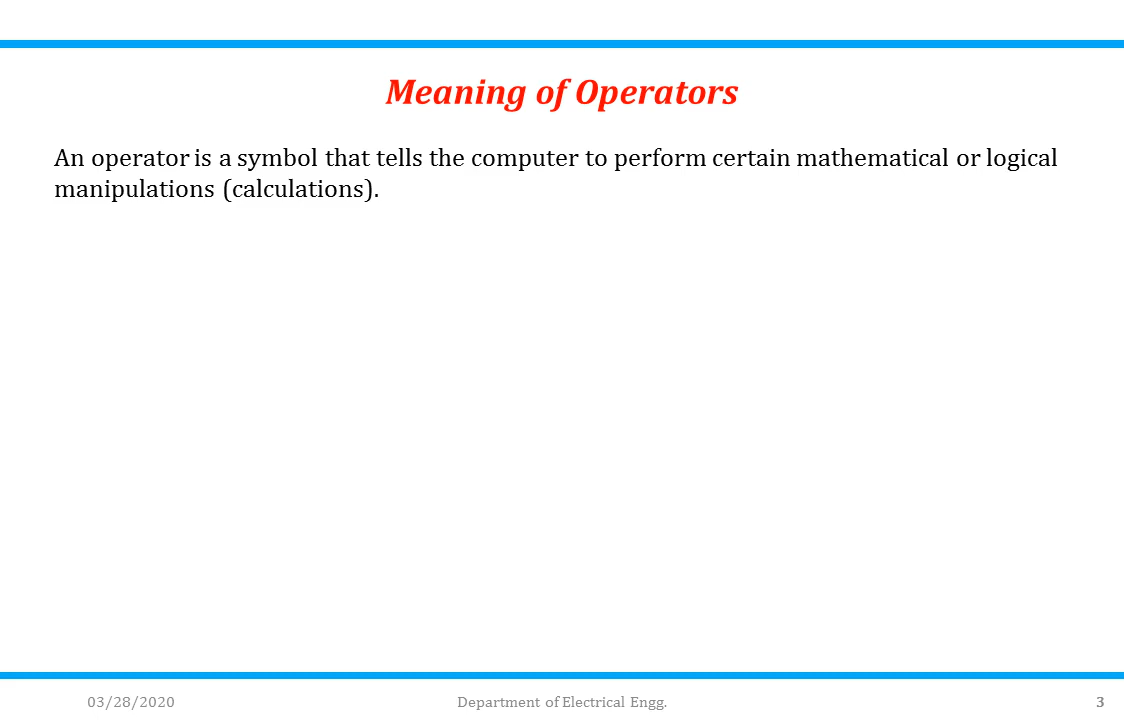 Meaning of Operators
An operator is a symbol that tells the computer to perform certain mathematical or logical
manipulations (calculations).
03/28/2020
Department of Electrical Engg.
3